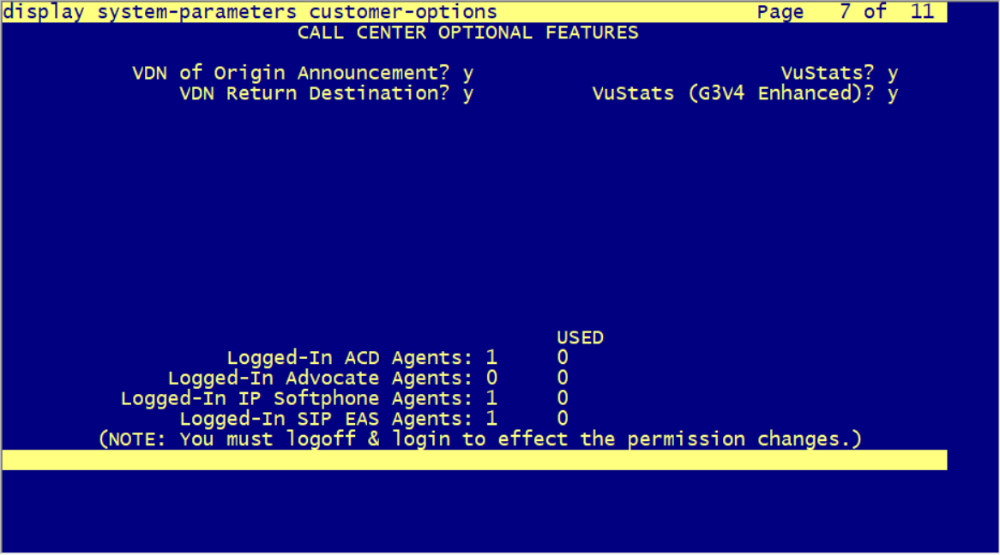 display system-parameters customer-options Page 7 of 11
CALL CENTER OPTIONAL FEATURES
VDN of Origin Announcement? y VuStats? y
VDN Return Destination? y VuStats (G3V4 Enhanced)? y
USED
Logged-In ACD Agents: 1 0
Logged-In Advocate Agents: 0 0
Logged-In IP Softphone Agents: 1 0
Logged-In SIP EAS Agents: 1 0
(NOTE: You must logoff & login to effect the permission changes.)